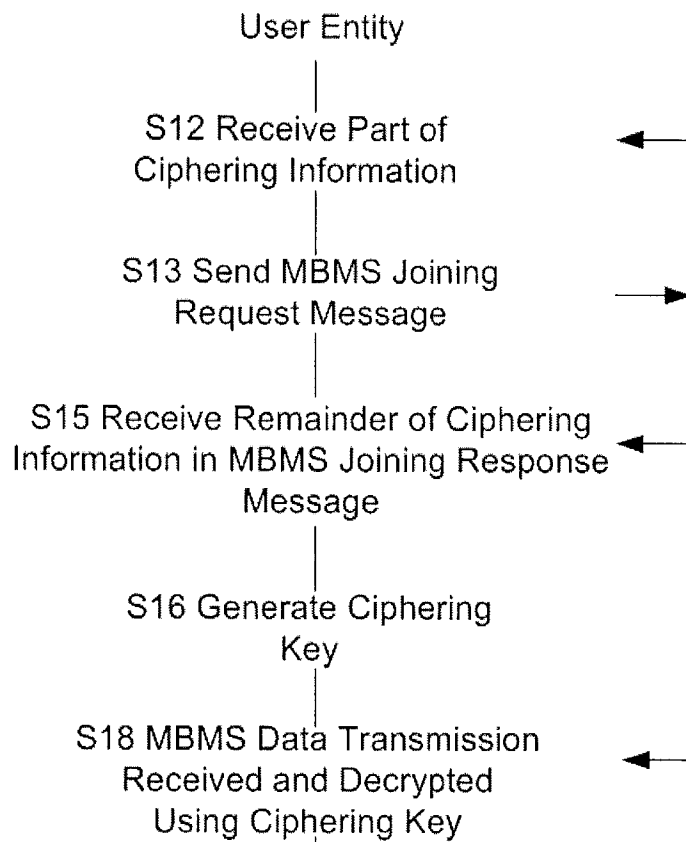 User Entity
S12 Receive Part of
Ciphering Information
S13 Send MBMS Joining
Request Message
S15 Receive Remainder of Ciphering
Information in MBMS Joining Response
Message
S16 Generate Ciphering
Key
S18 MBMS Data Transmission
Received and Decrypted
Using Ciphering Key